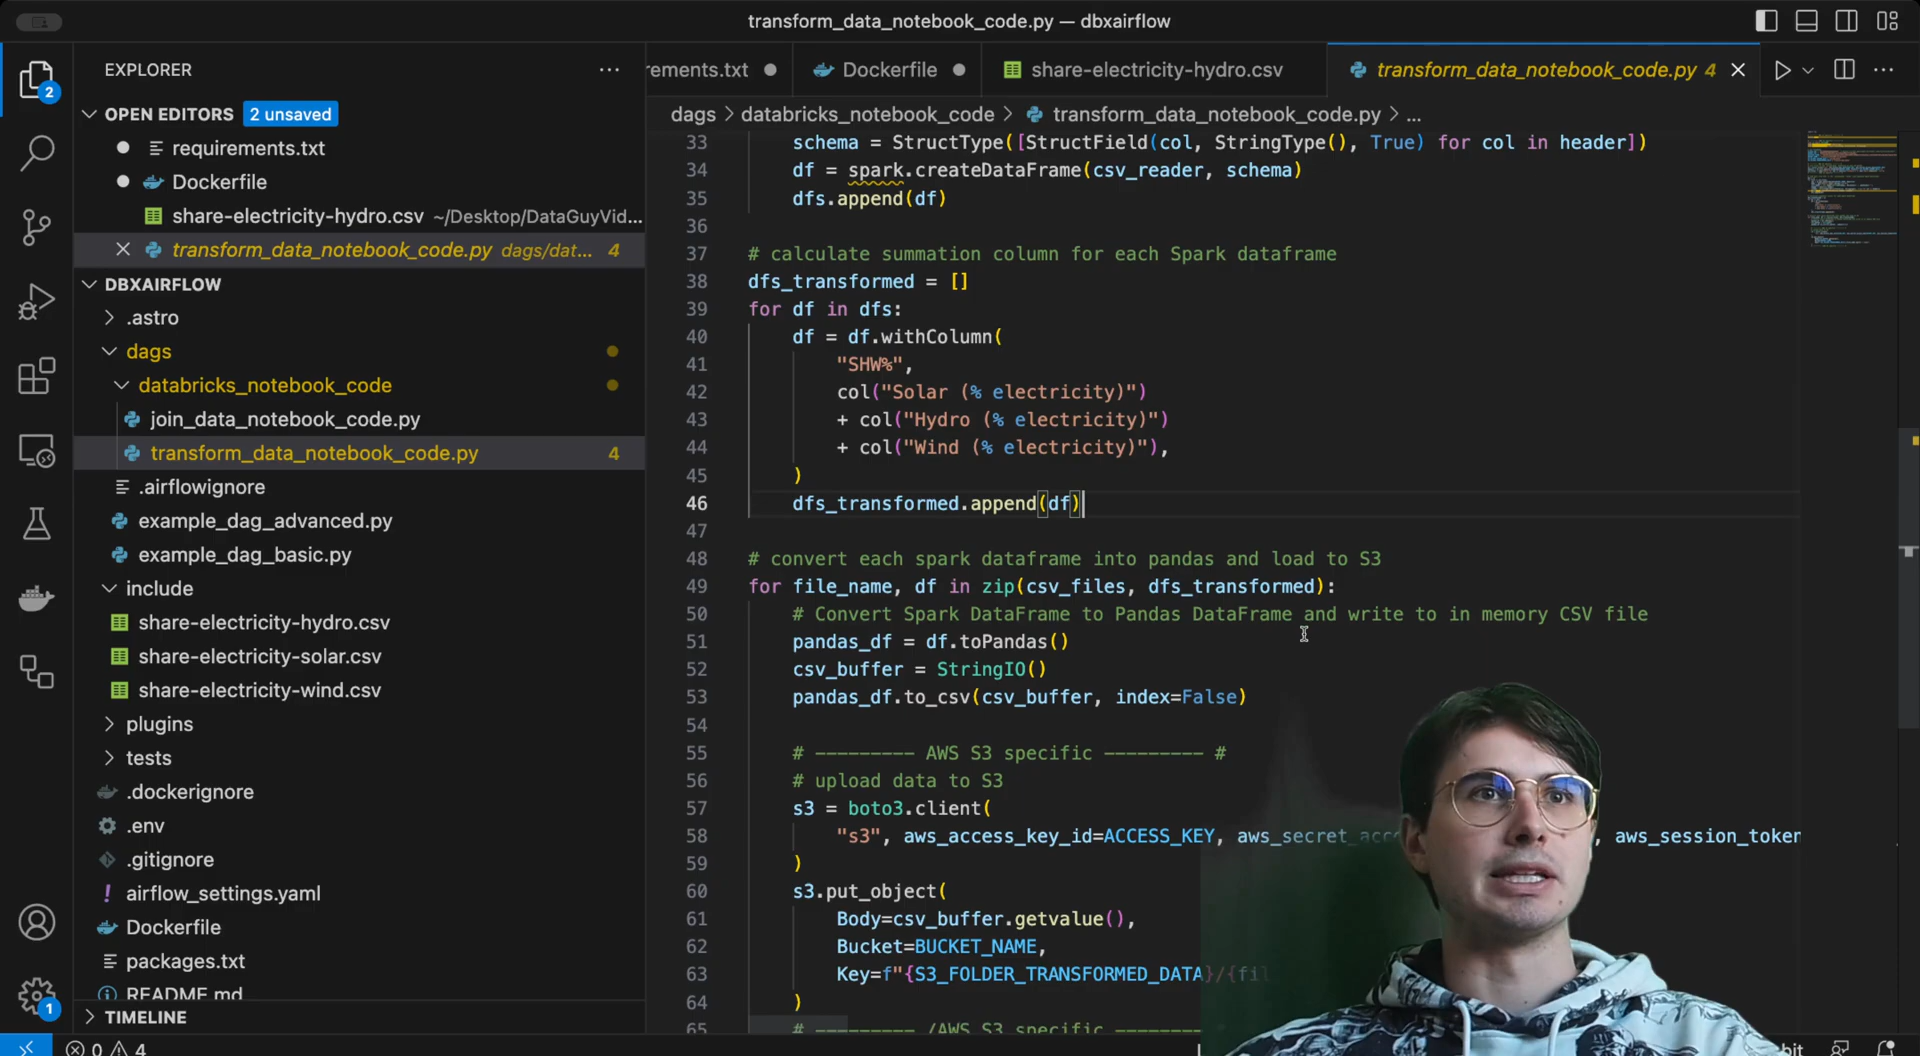 transform_data_notebook_code.py — dbxairflow
EXPLORER
rements.txt
Dockerfile
share-electricity-hydro.csv
transform_data_notebook_code.py 4
2
OPEN EDITORS 2 unsaved
requirements.txt
Dockerfile
share-electricity-hydro.csv ~/Desktop/DataGuyVid...
transform_data_notebook_code.py dags/dat... 4
DBXAIRFLOW
.astro
dags
databricks_notebook_code
join_data_notebook_code.py
transform_data_notebook_code.py 4
.airflowignore
example_dag_advanced.py
example_dag_basic.py
include
share-electricity-hydro.csv
share-electricity-solar.csv
share-electricity-wind.csv
plugins
tests
.dockerignore
.env
.gitignore
airflow_settings.yaml
Dockerfile
packages.txt
README.md
TIMELINE
1
0 4
dags > databricks_notebook_code > transform_data_notebook_code.py > ...
33 schema = StructType([StructField(col, StringType(), True) for col in header])
34 df = spark.createDataFrame(csv_reader, schema)
35 dfs.append(df)
36
37 # calculate summation column for each Spark dataframe
38 dfs_transformed = []
39 for df in dfs:
40 df = df.withColumn(
41 "SHW%",
42 col("Solar (% electricity)")
43 + col("Hydro (% electricity)")
44 + col("Wind (% electricity)"),
45 )
46 dfs_transformed.append(df)
47
48 # convert each spark dataframe into pandas and load to S3
49 for file_name, df in zip(csv_files, dfs_transformed):
50 # Convert Spark DataFrame to Pandas DataFrame and write to in memory CSV file
51 pandas_df = df.toPandas()
52 csv_buffer = StringIO()
53 pandas_df.to_csv(csv_buffer, index=False)
54
55 # --------- AWS S3 specific --------- #
56 # upload data to S3
57 s3 = boto3.client(
58 "s3", aws_access_key_id=ACCESS_KEY, aws_secret_acc , aws_session_token
59 )
60 s3.put_object(
61 Body=csv_buffer.getvalue(),
62 Bucket=BUCKET_NAME,
63 Key=f"{S3_FOLDER_TRANSFORMED_DATA}/{fil
64 )
65 # --------- /AWS S3 specific ---------